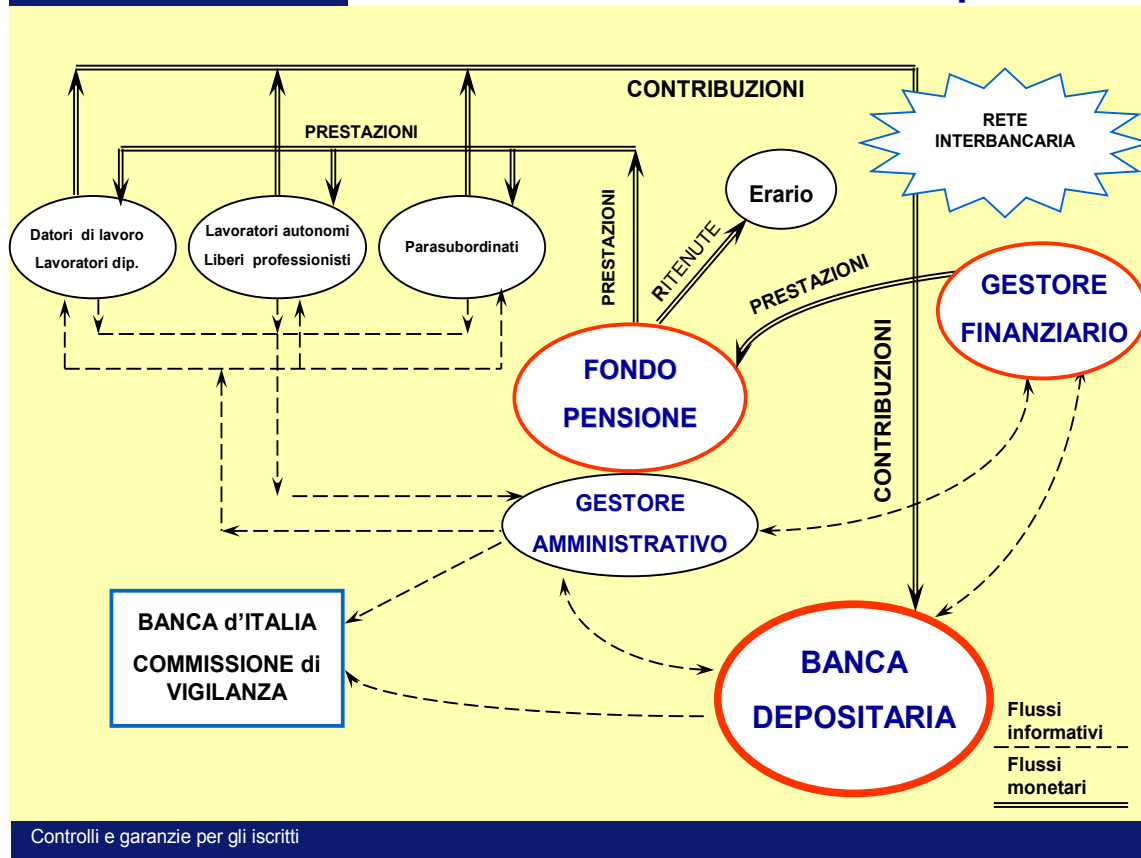 CONTRIBUZIONI
RETE
INTERBANCARIA
PRESTAZIONI
Erario
Datori di lavoro
Lavoratori dip.
Lavoratori autonomi
Liberi professionisti
Parasubordinati
PRESTAZIONI
RITENUTE
PRESTAZIONI
GESTORE
FINANZIARIO
CONTRIBUZIONI
FONDO
PENSIONE
GESTORE
AMMINISTRATIVO
BANCA d'ITALIA
COMMISSIONE di
VIGILANZA
BANCA
DEPOSITARIA
Flussi
informativi
Flussi
monetari
Controlli e garanzie per gli iscritti